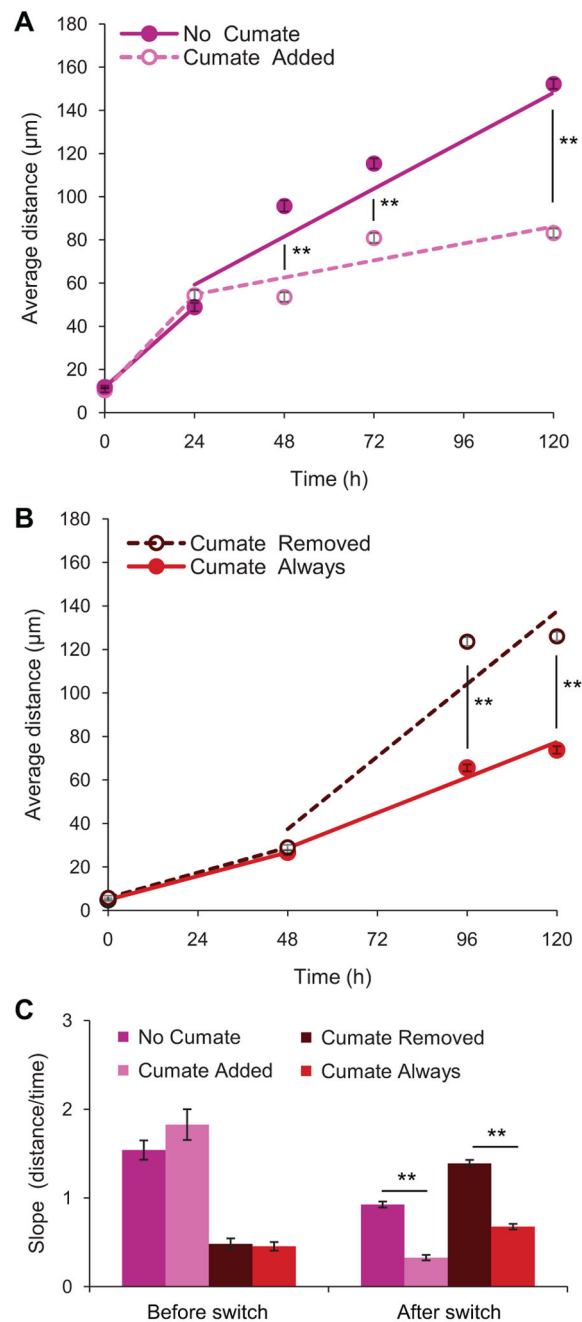 A
No Cumate
Cumate Added
180
160
140
120
100
80
60
40
20
0
Average distance (µm)
**
**
**
0 24 48 72 96 120
Time (h)
B
Cumate Removed
Cumate Always
180
160
140
120
100
80
60
40
20
0
Average distance (µm)
**
**
0 24 48 72 96 120
Time (h)
C
No Cumate Cumate Removed
Cumate Added Cumate Always
3
2
1
0
Slope (distance/time)
**
**
Before switch After switch